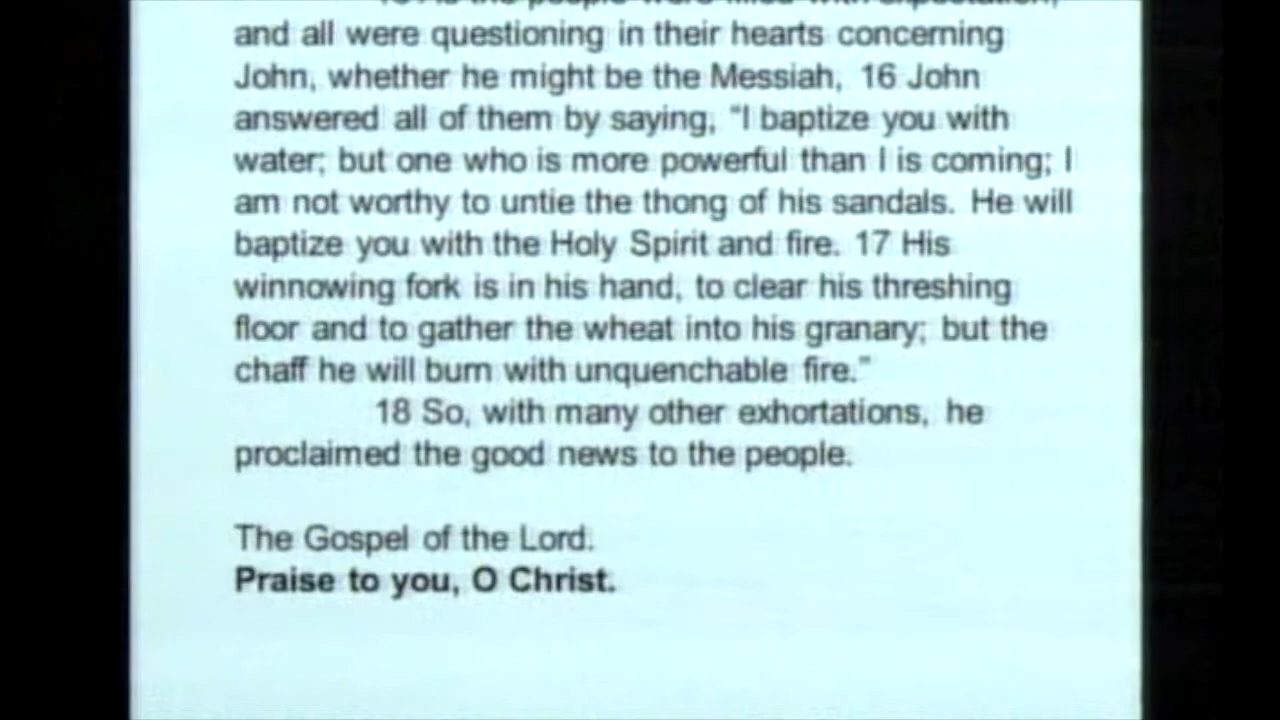 and all were questioning in their hearts concerning
John, whether he might be the Messiah, 16 John
answered all of them by saying, “I baptize you with
water; but one who is more powerful than I is coming; I
am not worthy to untie the thong of his sandals. He will
baptize you with the Holy Spirit and fire. 17 His
winnowing fork is in his hand, to clear his threshing
floor and to gather the wheat into his granary; but the
chaff he will burn with unquenchable fire.”
18 So, with many other exhortations, he
proclaimed the good news to the people.
The Gospel of the Lord.
Praise to you, O Christ.